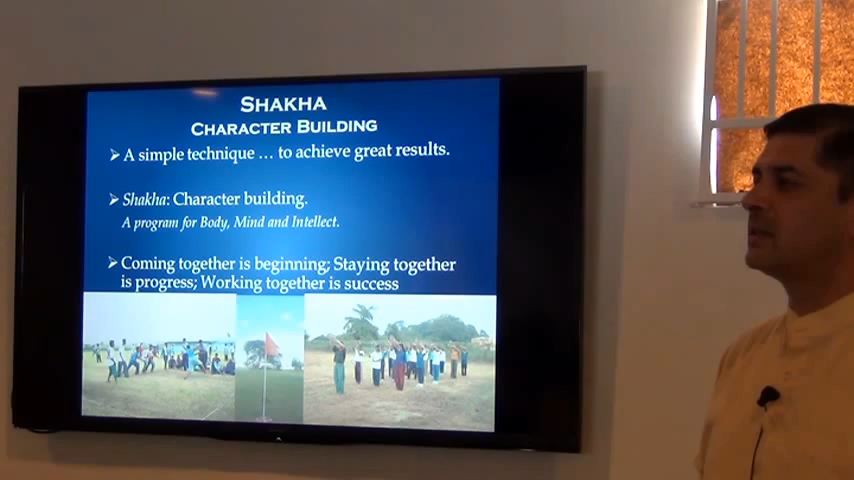 SHAKHA
CHARACTER BUILDING
➢ A simple technique ... to achieve great results.
➢ Shakha: Character building.
A program for Body, Mind and Intellect.
➢ Coming together is beginning; Staying together
is progress; Working together is success